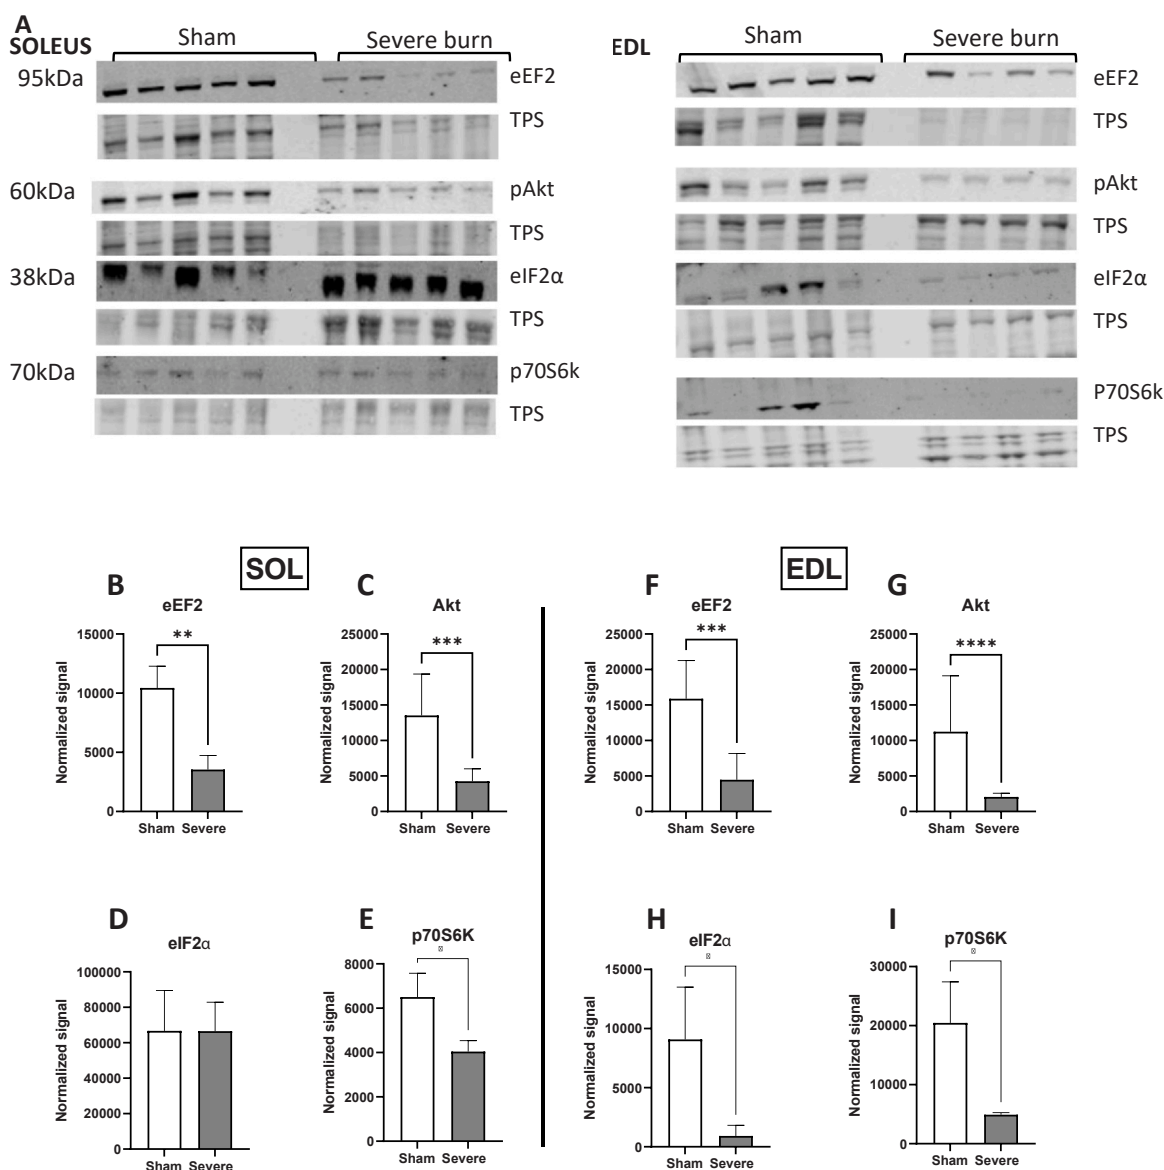 A
SOLEUS
Sham
Severe burn
95kDa
eEF2
TPS
60kDa
pAkt
TPS
38kDa
eIF2α
TPS
70kDa
p70S6k
TPS
EDL
Sham
Severe burn
eEF2
TPS
pAkt
TPS
eIF2α
TPS
P70S6k
TPS
SOL
B
eEF2
**
Normalized signal
15000
10000
5000
0
Sham Severe
C
Akt
***
Normalized signal
25000
20000
15000
10000
5000
0
Sham Severe
D
eIF2α
Normalized signal
100000
80000
60000
40000
20000
0
Sham Severe
E
p70S6K
Normalized signal
8000
6000
4000
2000
0
Sham Severe
EDL
F
eEF2
***
Normalized signal
25000
20000
15000
10000
5000
0
Sham Severe
G
Akt
****
Normalized signal
25000
20000
15000
10000
5000
0
Sham Severe
H
eIF2α
Normalized signal
15000
10000
5000
0
Sham Severe
I
p70S6K
Normalized signal
30000
20000
10000
0
Sham Severe